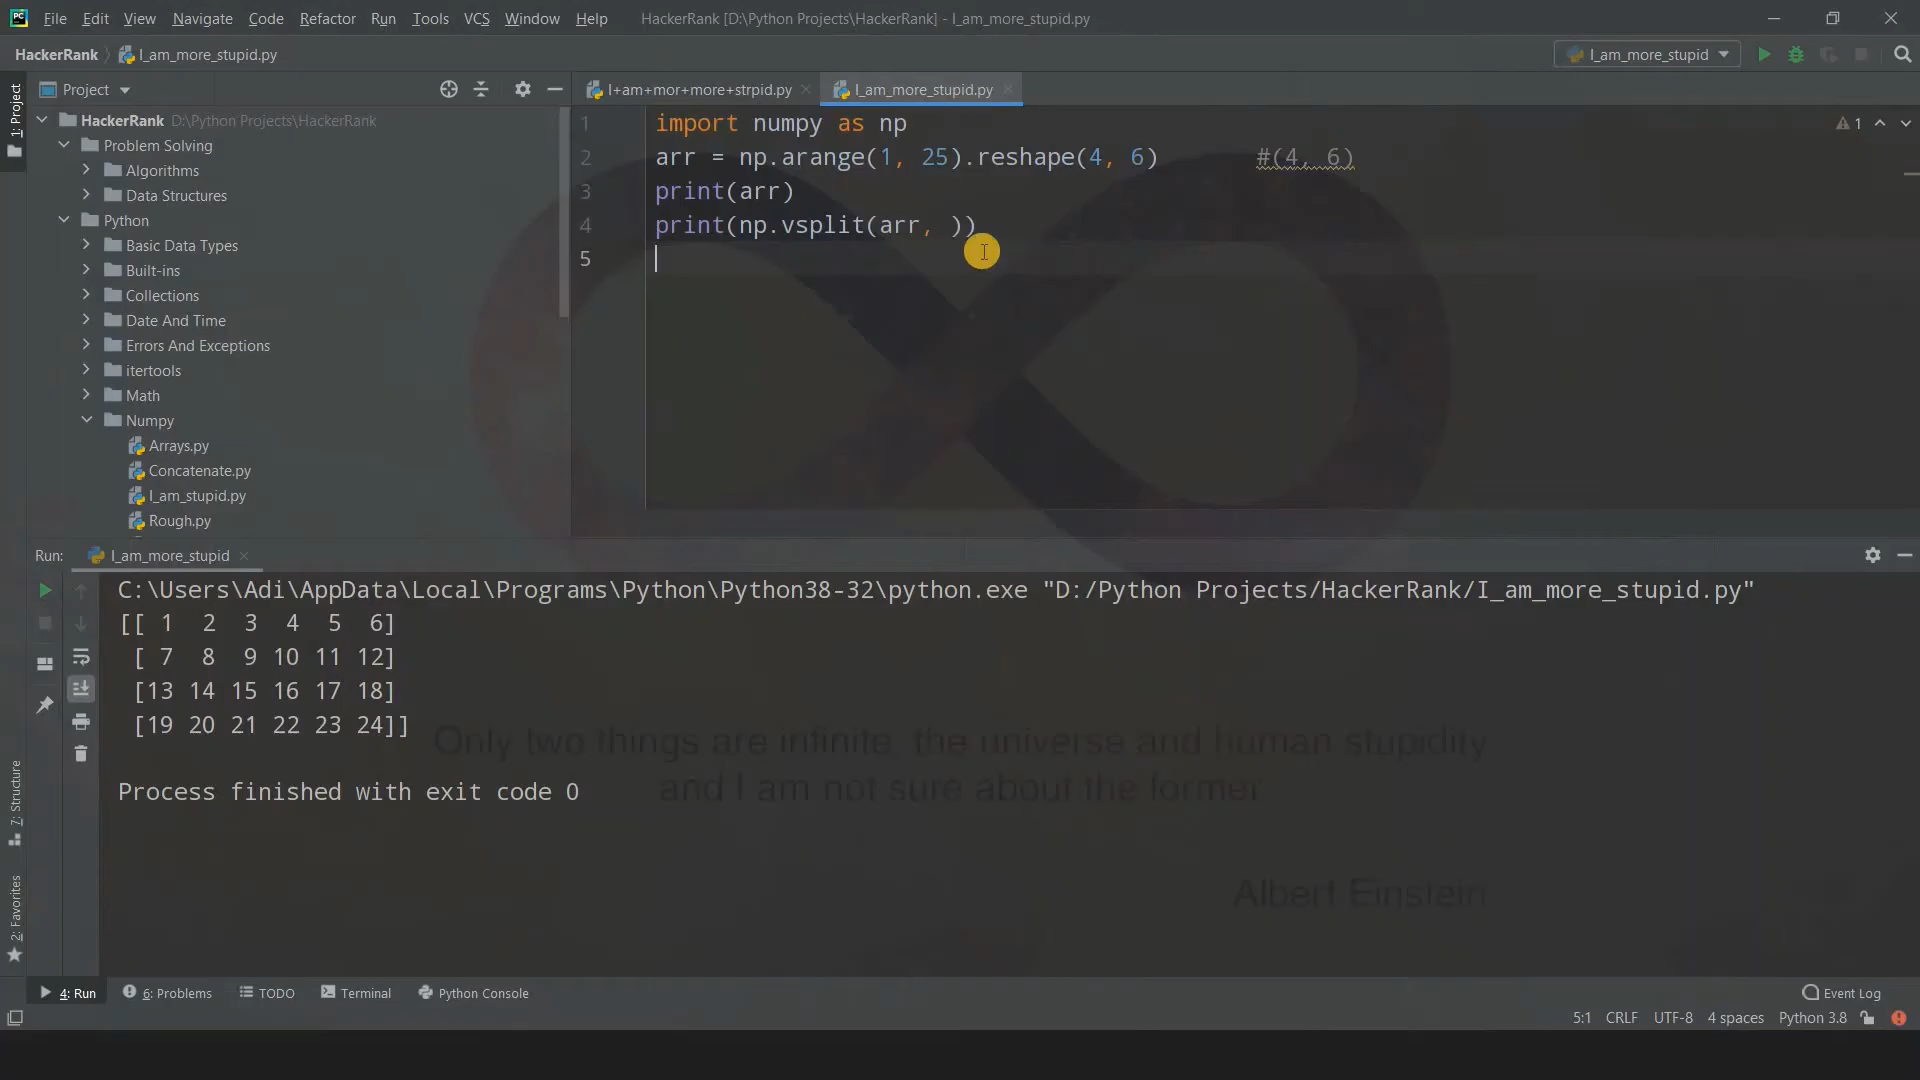 File Edit View Navigate Code Refactor Run Tools VCS Window Help HackerRank [D:\Python Projects\HackerRank] - I_am_more_stupid.py
HackerRank I_am_more_stupid.py I_am_more_stupid
1: Project
Project
I+am+mor+more+strpid.py I_am_more_stupid.py
HackerRank D:\Python Projects\HackerRank
Problem Solving
Algorithms
Data Structures
Python
Basic Data Types
Built-ins
Collections
Date And Time
Errors And Exceptions
itertools
Math
Numpy
Arrays.py
Concatenate.py
I_am_stupid.py
Rough.py
1 import numpy as np
2 arr = np.arange(1, 25).reshape(4, 6) #(4, 6)
3 print(arr)
4 print(np.vsplit(arr, ))
5
1
Run: I_am_more_stupid
C:\Users\Adi\AppData\Local\Programs\Python\Python38-32\python.exe "D:/Python Projects/HackerRank/I_am_more_stupid.py"
[[ 1 2 3 4 5 6]
[ 7 8 9 10 11 12]
[13 14 15 16 17 18]
[19 20 21 22 23 24]]
Process finished with exit code 0
Only two things are infinite, the universe and human stupidity
and I am not sure about the former
Albert Einstein
7: Structure
2: Favorites
4: Run 6: Problems TODO Terminal Python Console Event Log
5:1 CRLF UTF-8 4 spaces Python 3.8